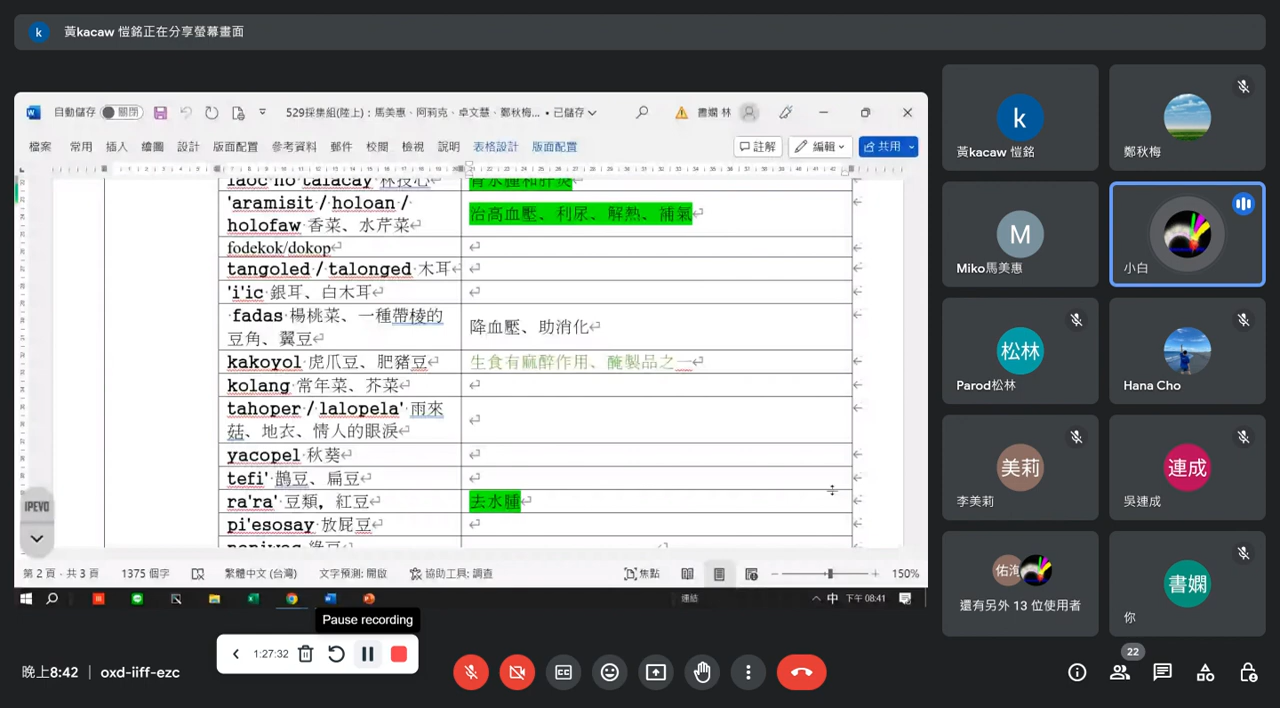 k 黃kacaw 愷銘正在分享螢幕畫面
自動儲存 關閉 529採集組(陸上)：馬美惠、阿莉克、卓文慧、鄭秋梅... • 已儲存 書嫻 林
檔案 常用 插入 繪圖 設計 版面配置 參考資料 郵件 校閱 檢視 說明 表格設計 版面配置 註解 編輯 共用
'aramisit / holoan / holofaw 香菜、水芹菜
治高血壓、利尿、解熱、補氣
fodekok/dokop
tangoled / talonged 木耳
'i'ic 銀耳、白木耳
fadas 楊桃菜、一種帶棱的
豆角、翼豆
降血壓、助消化
kakoyol 虎爪豆、肥豬豆 生食有麻醉作用、醃製品之一
kolang 常年菜、芥菜
tahoper / lalopela' 雨來
菇、地衣、情人的眼淚
yacopel 秋葵
tefi' 鵲豆、扁豆
ra'ra' 豆類，紅豆 去水腫
pi'esosay 放屁豆
IPEVO
第 2 頁，共 3 頁 1375 個字 繁體中文 (台灣) 文字預測: 開啟 協助工具: 調查 焦點 150%
連結 中 下午 08:41
Pause recording
1:27:32
晚上8:42 | oxd-iiff-ezc
22
k
黃kacaw 愷銘
鄭秋梅
M
Miko馬美惠
小白
松林
Parod松林
Hana Cho
美莉
李美莉
連成
吳連成
佑洵
還有另外 13 位使用者
書嫻
你